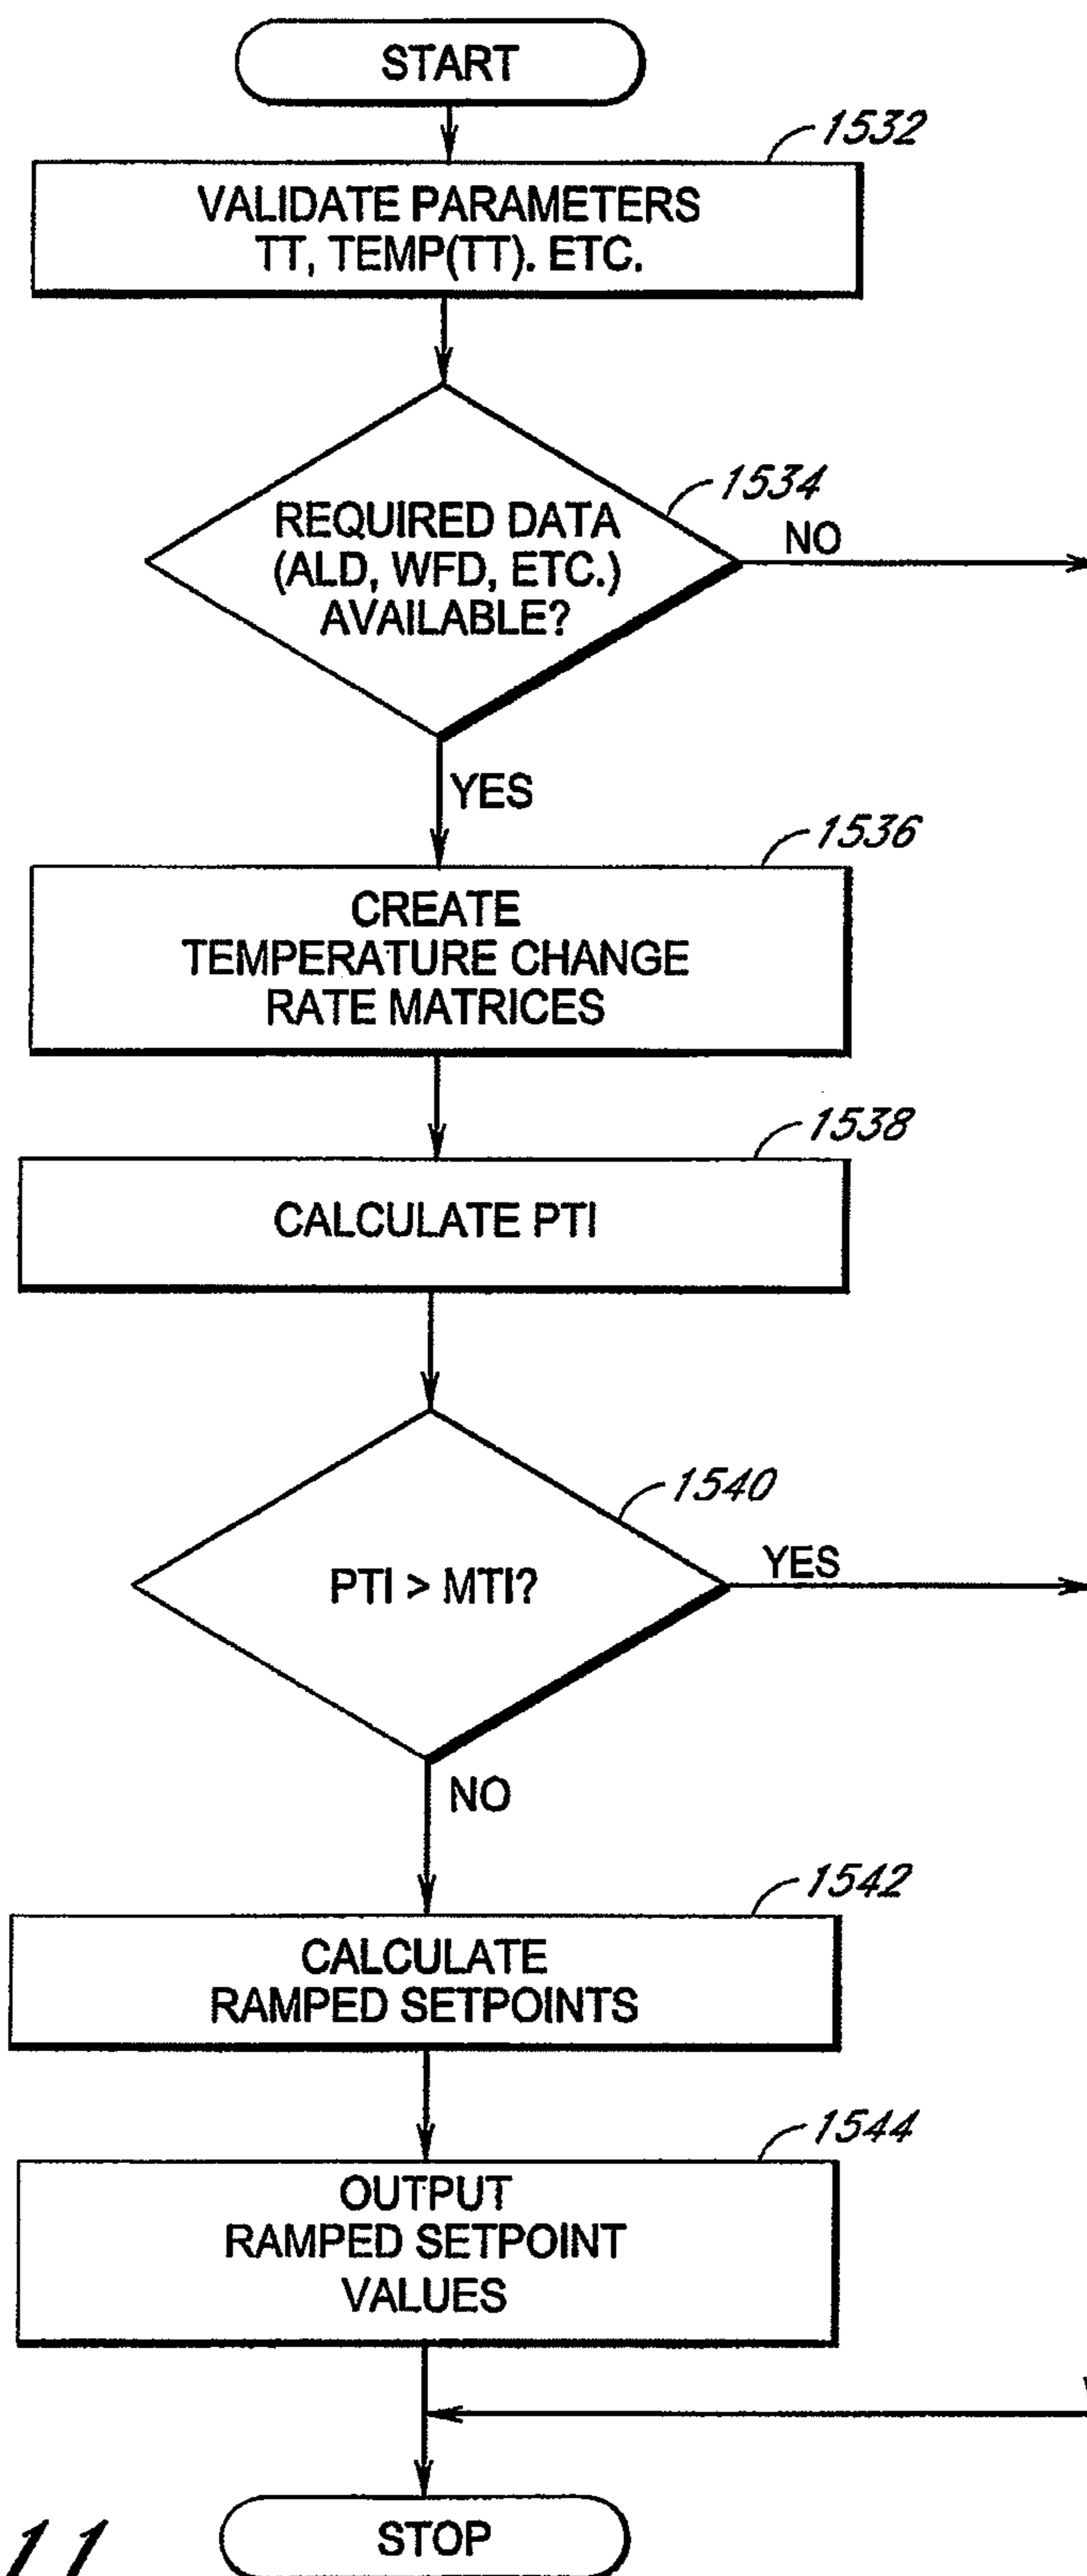 START
1532
VALIDATE PARAMETERS
TT, TEMP(TT). ETC.
1534
REQUIRED DATA
(ALD, WFD, ETC.)
AVAILABLE?
NO
YES
1536
CREATE
TEMPERATURE CHANGE
RATE MATRICES
1538
CALCULATE PTI
1540
PTI > MTI?
YES
NO
1542
CALCULATE
RAMPED SETPOINTS
1544
OUTPUT
RAMPED SETPOINT
VALUES
STOP
11